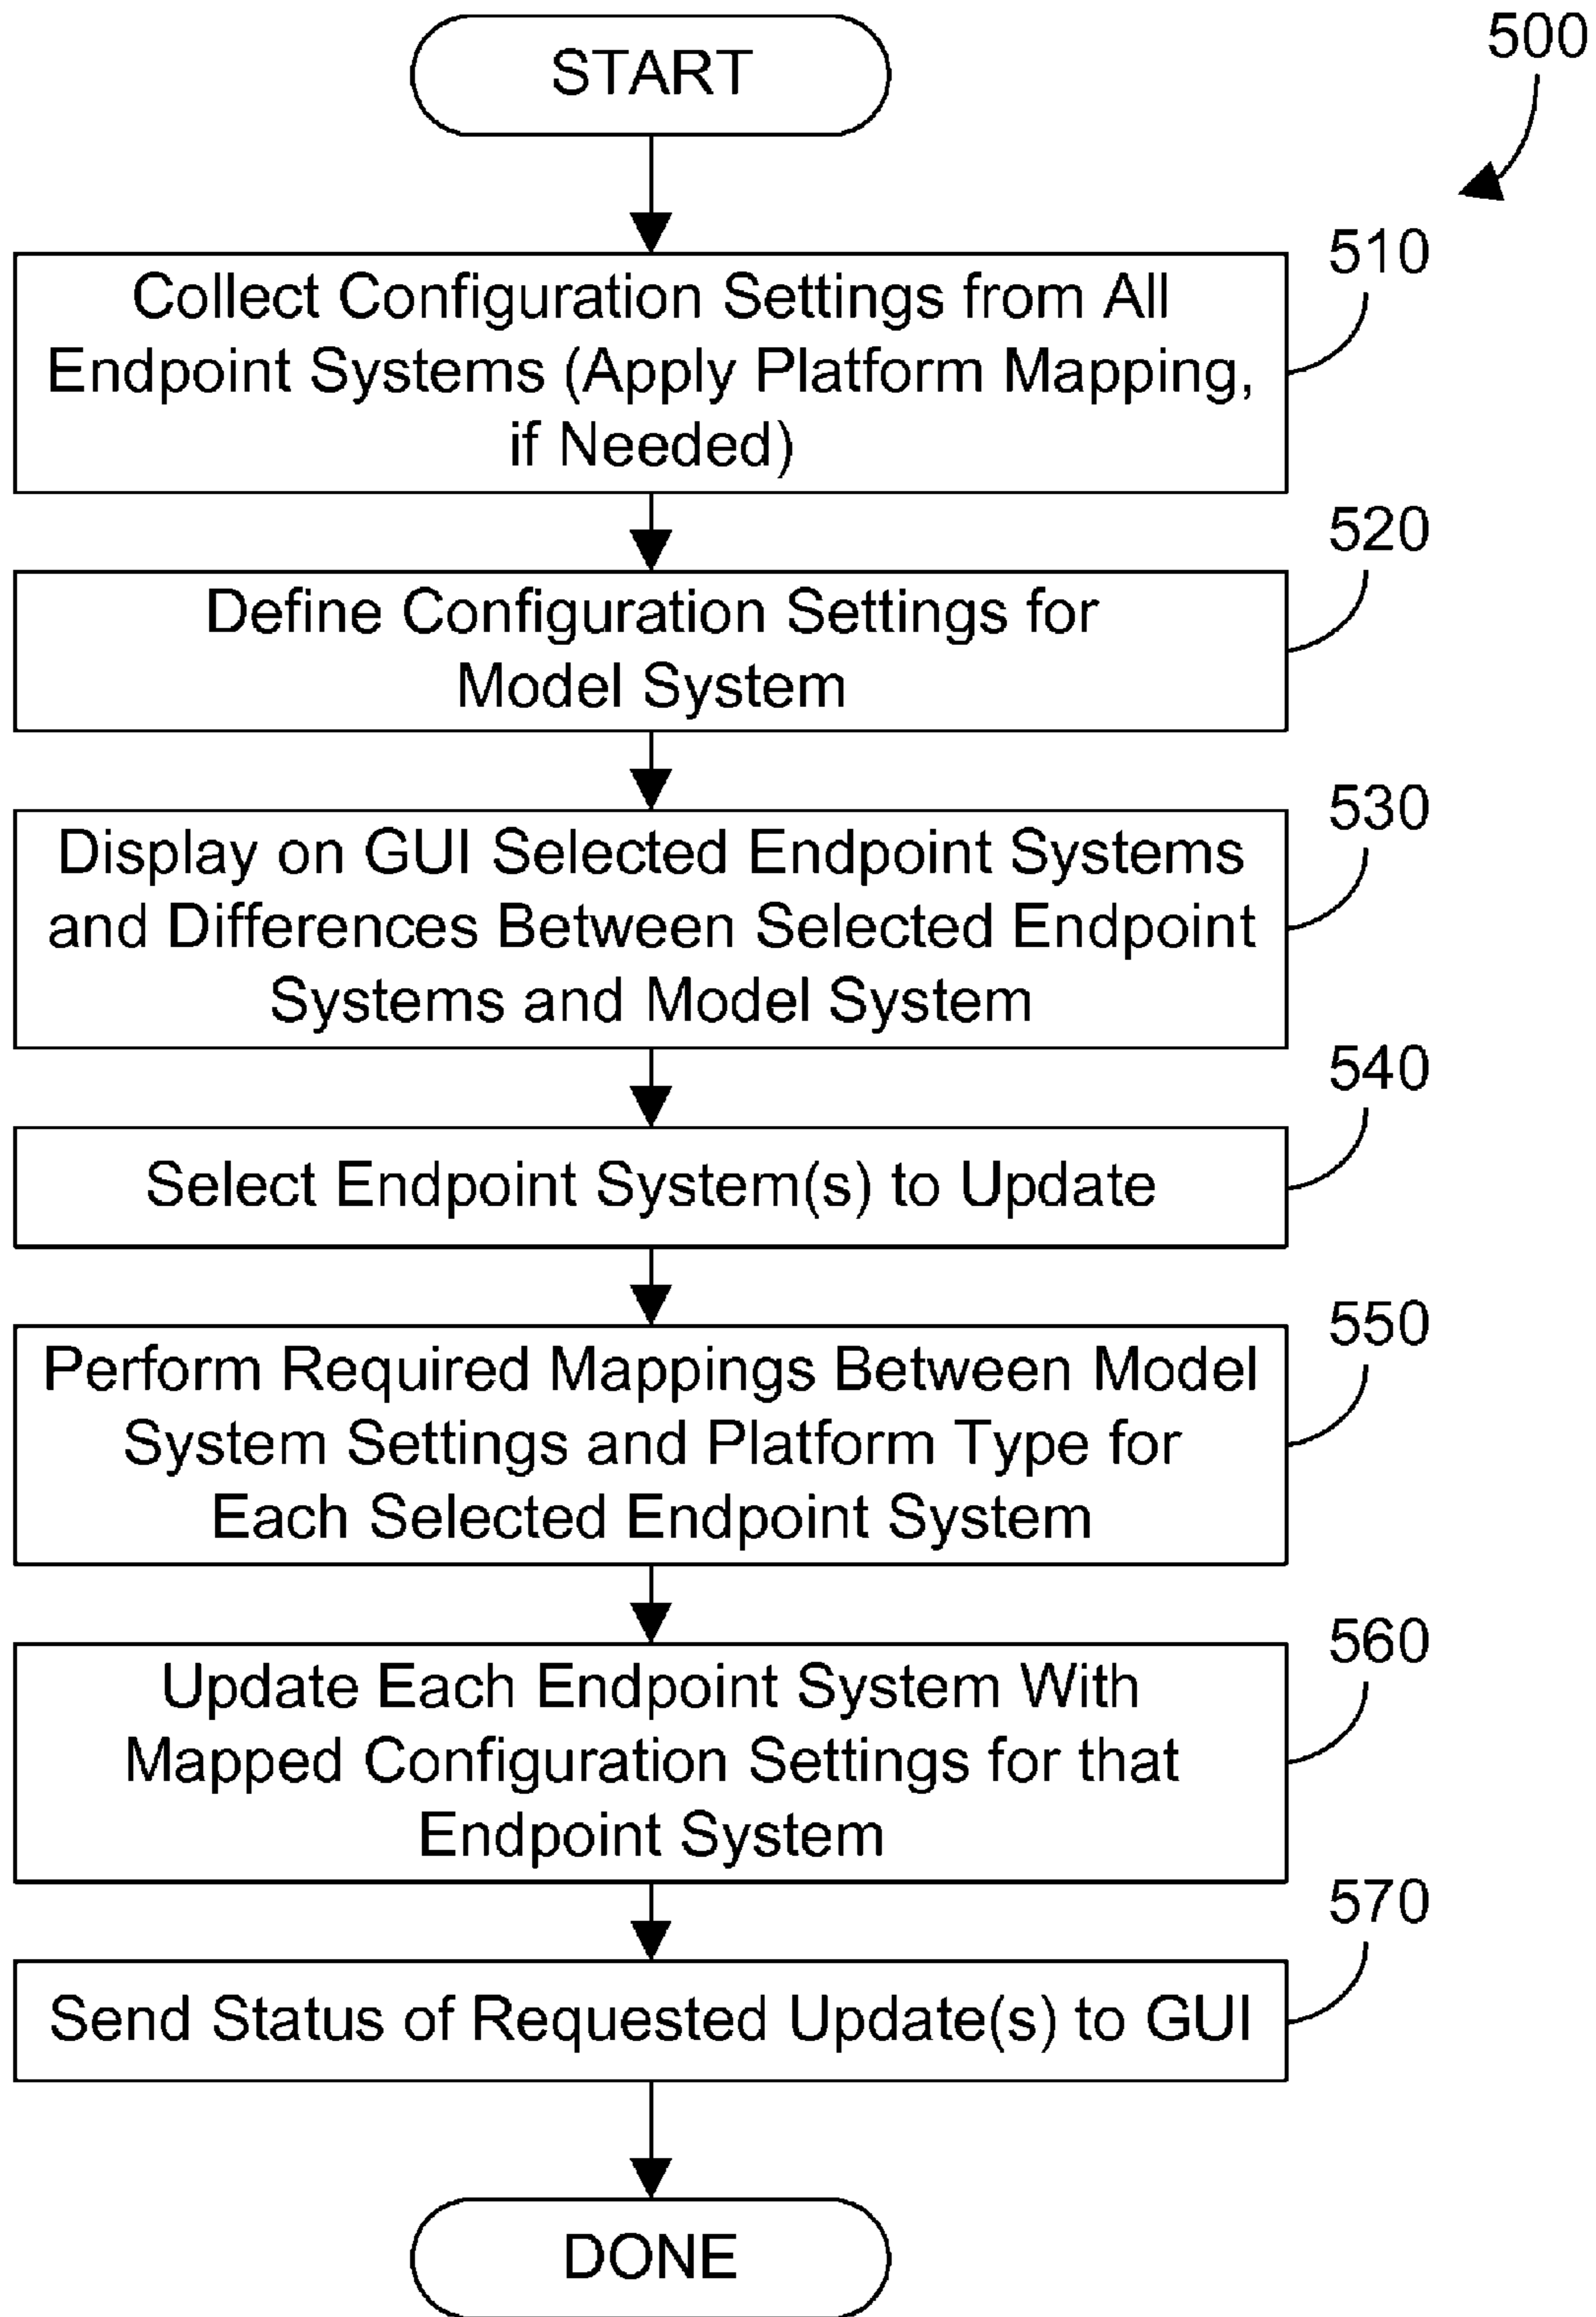 START
500
510
Collect Configuration Settings from All
Endpoint Systems (Apply Platform Mapping,
if Needed)
520
Define Configuration Settings for
Model System
530
Display on GUI Selected Endpoint Systems
and Differences Between Selected Endpoint
Systems and Model System
540
Select Endpoint System(s) to Update
550
Perform Required Mappings Between Model
System Settings and Platform Type for
Each Selected Endpoint System
560
Update Each Endpoint System With
Mapped Configuration Settings for that
Endpoint System
570
Send Status of Requested Update(s) to GUI
DONE